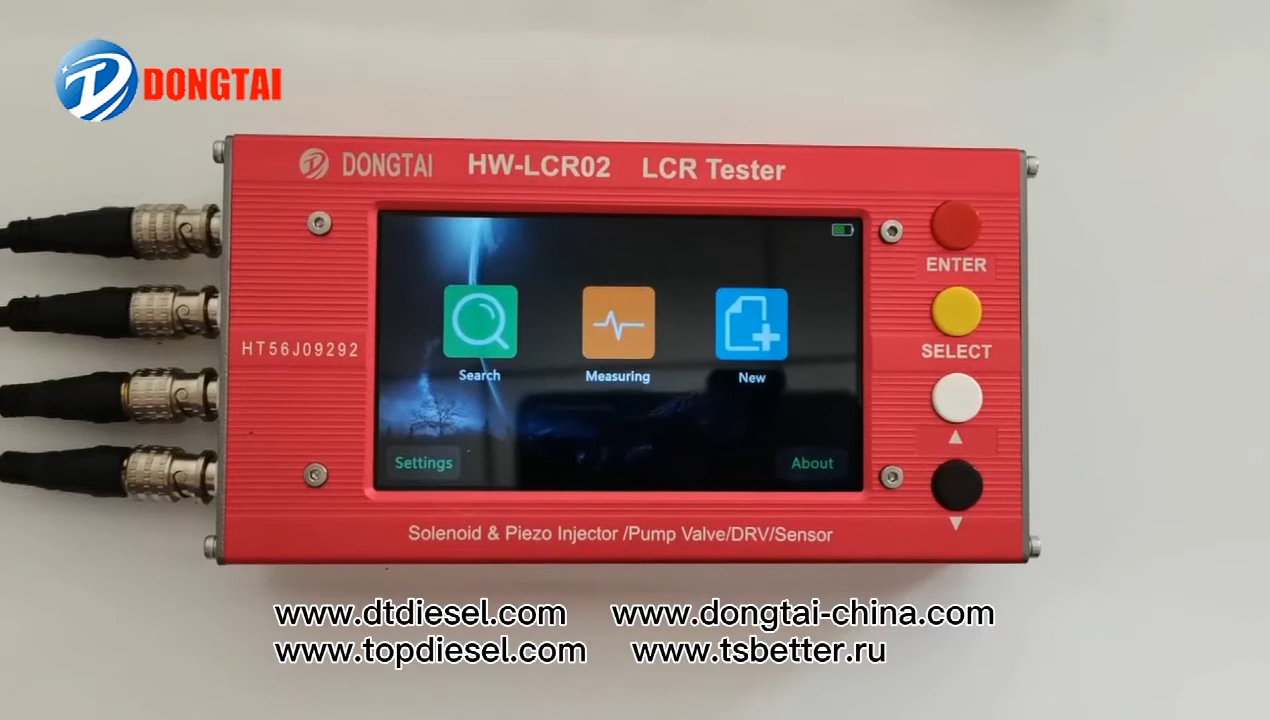 DONGTAI
DONGTAI HW-LCR02 LCR Tester
ENTER
SELECT
▲
▼
HT56J09292
Search Measuring New
Settings About
Solenoid & Piezo Injector /Pump Valve/DRV/Sensor
www.dtdiesel.com www.dongtai-china.com
www.topdiesel.com www.tsbetter.ru